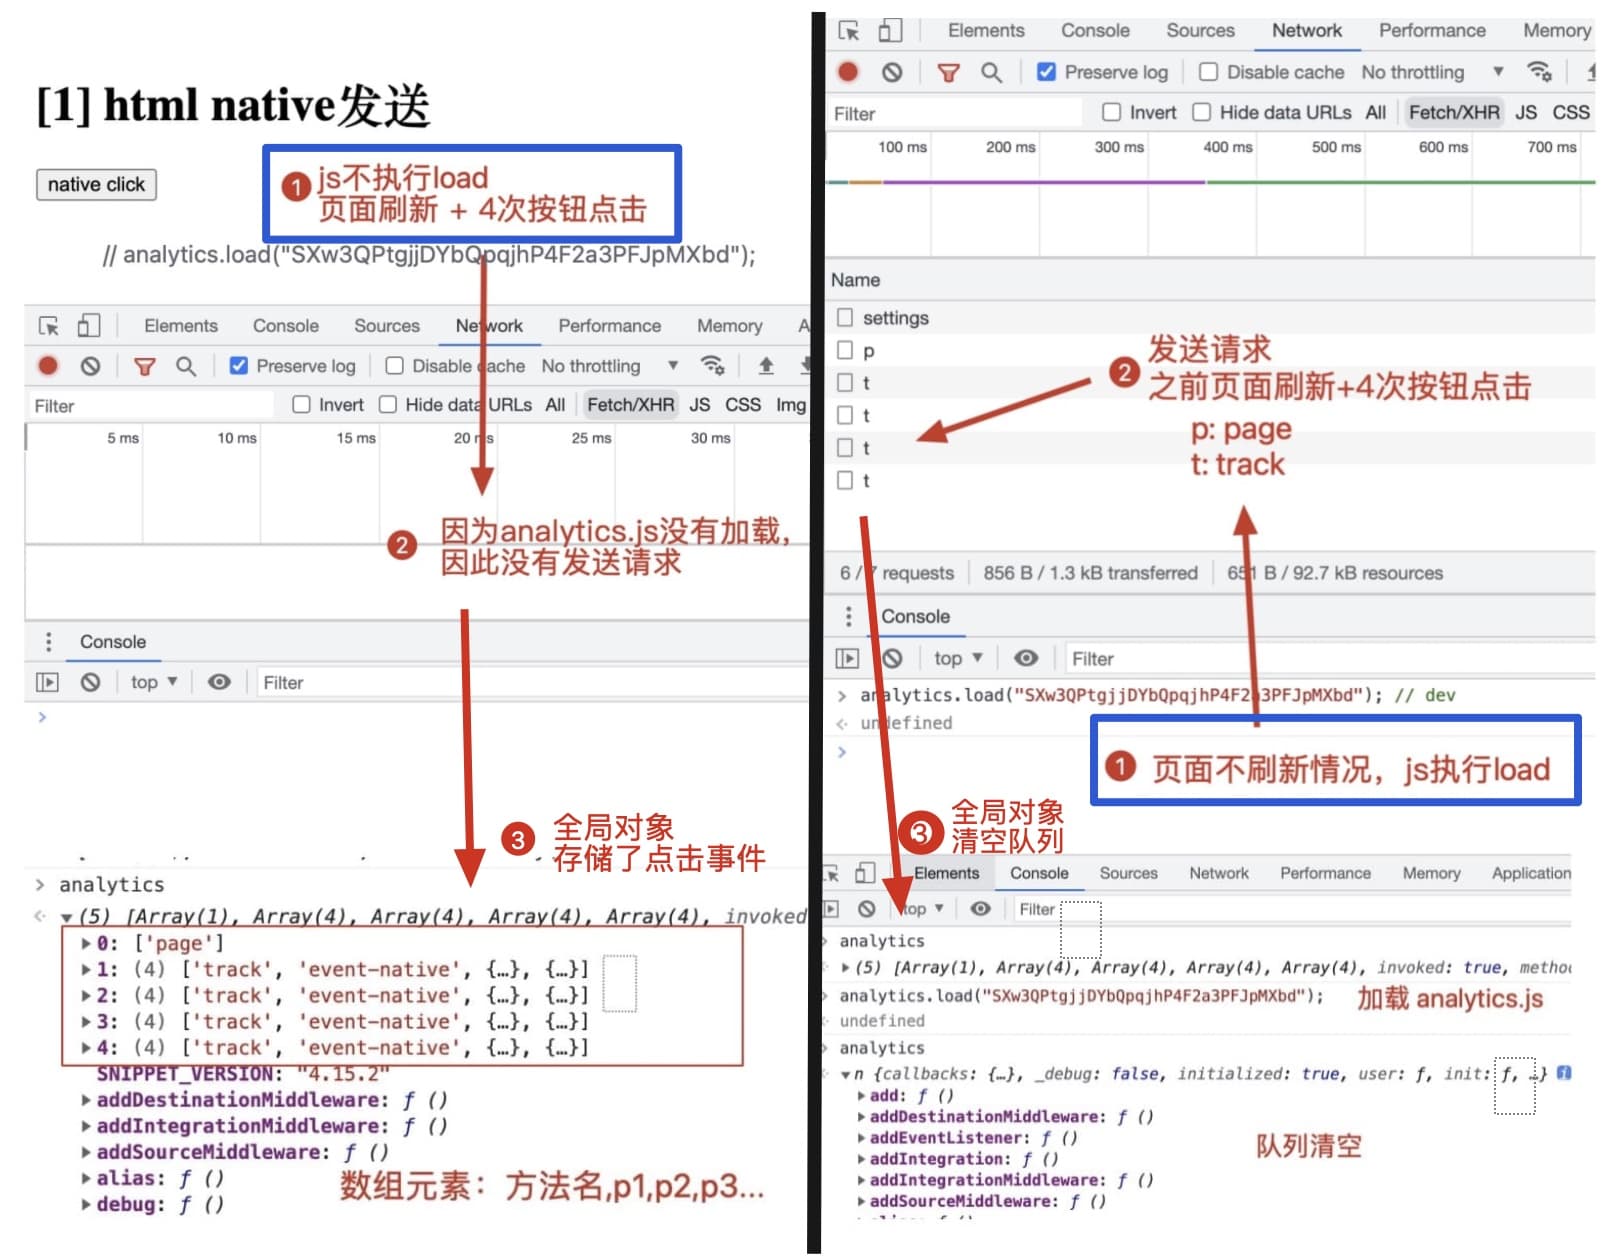 [1] html native发送
native click
❶ js不执行load
页面刷新 + 4次按钮点击
// analytics.load("SXw3QPtgjjDYbQpqjhP4F2a3PFJpMXbd");
Elements Console Sources Network Performance Memory A
Preserve log Disable cache No throttling
Filter Invert Hide data URLs All Fetch/XHR JS CSS Img
5 ms 10 ms 15 ms 20 ms 25 ms 30 ms
❷ 因为analytics.js没有加载，
因此没有发送请求
Console
top Filter
❸ 全局对象
存储了点击事件
> analytics
(5) [Array(1), Array(4), Array(4), Array(4), Array(4), invoked
0: ['page']
1: (4) ['track', 'event-native', {…}, {…}]
2: (4) ['track', 'event-native', {…}, {…}]
3: (4) ['track', 'event-native', {…}, {…}]
4: (4) ['track', 'event-native', {…}, {…}]
SNIPPET_VERSION: "4.15.2"
addDestinationMiddleware: ƒ ()
addIntegrationMiddleware: ƒ ()
addSourceMiddleware: ƒ ()
alias: ƒ ()
debug: ƒ ()
数组元素：方法名,p1,p2,p3...
Elements Console Sources Network Performance Memory
Preserve log Disable cache No throttling
Filter Invert Hide data URLs All Fetch/XHR JS CSS
100 ms 200 ms 300 ms 400 ms 500 ms 600 ms 700 ms
Name
settings
p
t
t
t
t
❷ 发送请求
之前页面刷新+4次按钮点击
p: page
t: track
6 / 7 requests 856 B / 1.3 kB transferred 651 B / 92.7 kB resources
Console
top Filter
> analytics.load("SXw3QPtgjjDYbQpqjhP4F2a3PFJpMXbd"); // dev
undefined
❶ 页面不刷新情况，js执行load
❸ 全局对象
清空队列
Elements Console Sources Network Performance Memory Application
top Filter
analytics
(5) [Array(1), Array(4), Array(4), Array(4), Array(4), invoked: true, metho
analytics.load("SXw3QPtgjjDYbQpqjhP4F2a3PFJpMXbd"); 加载 analytics.js
undefined
analytics
n {callbacks: {…}, _debug: false, initialized: true, user: ƒ, init: ƒ, …}
add: ƒ ()
addDestinationMiddleware: ƒ ()
addEventListener: ƒ ()
addIntegration: ƒ ()
addIntegrationMiddleware: ƒ ()
addSourceMiddleware: ƒ ()
队列清空